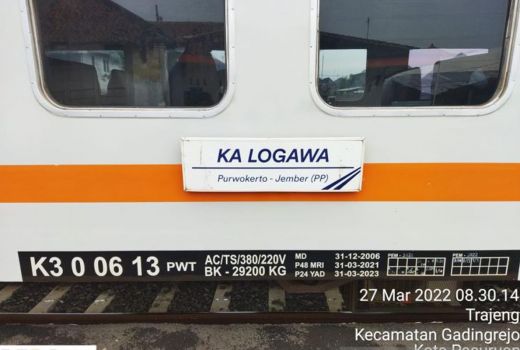 KA LOGAWA
Purwokerto - Jember (PP)
K3 0 06 13 PWT
AC/TS/380/220V
BK - 29200 KG
MD 31-12-2006
P48 MRI 31-03-2021
P24 YAD 31-03-2023
27 Mar 2022 08.30.14
Trajeng
Kecamatan Gadingrejo
Kota Pasuruan